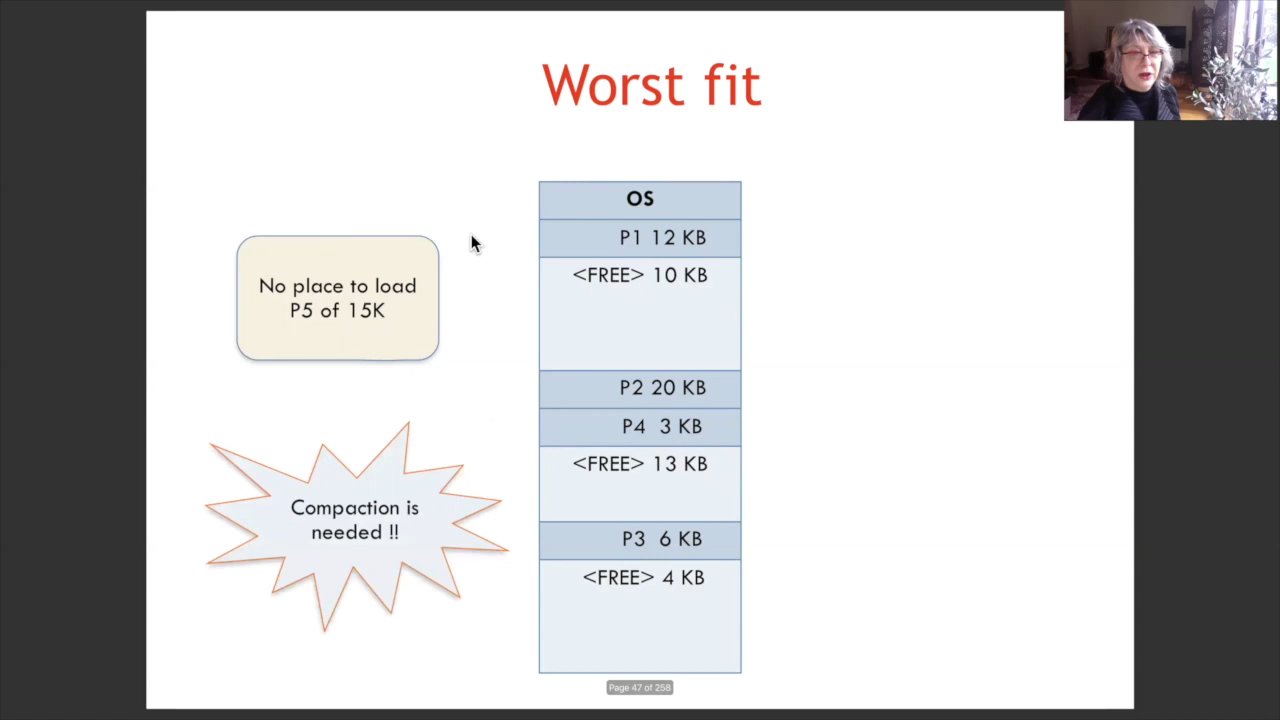 Worst fit
OS
P1 12 KB
<FREE> 10 KB
No place to load
P5 of 15K
P2 20 KB
P4 3 KB
<FREE> 13 KB
Compaction is
needed !!
P3 6 KB
<FREE> 4 KB
Page 47 of 258